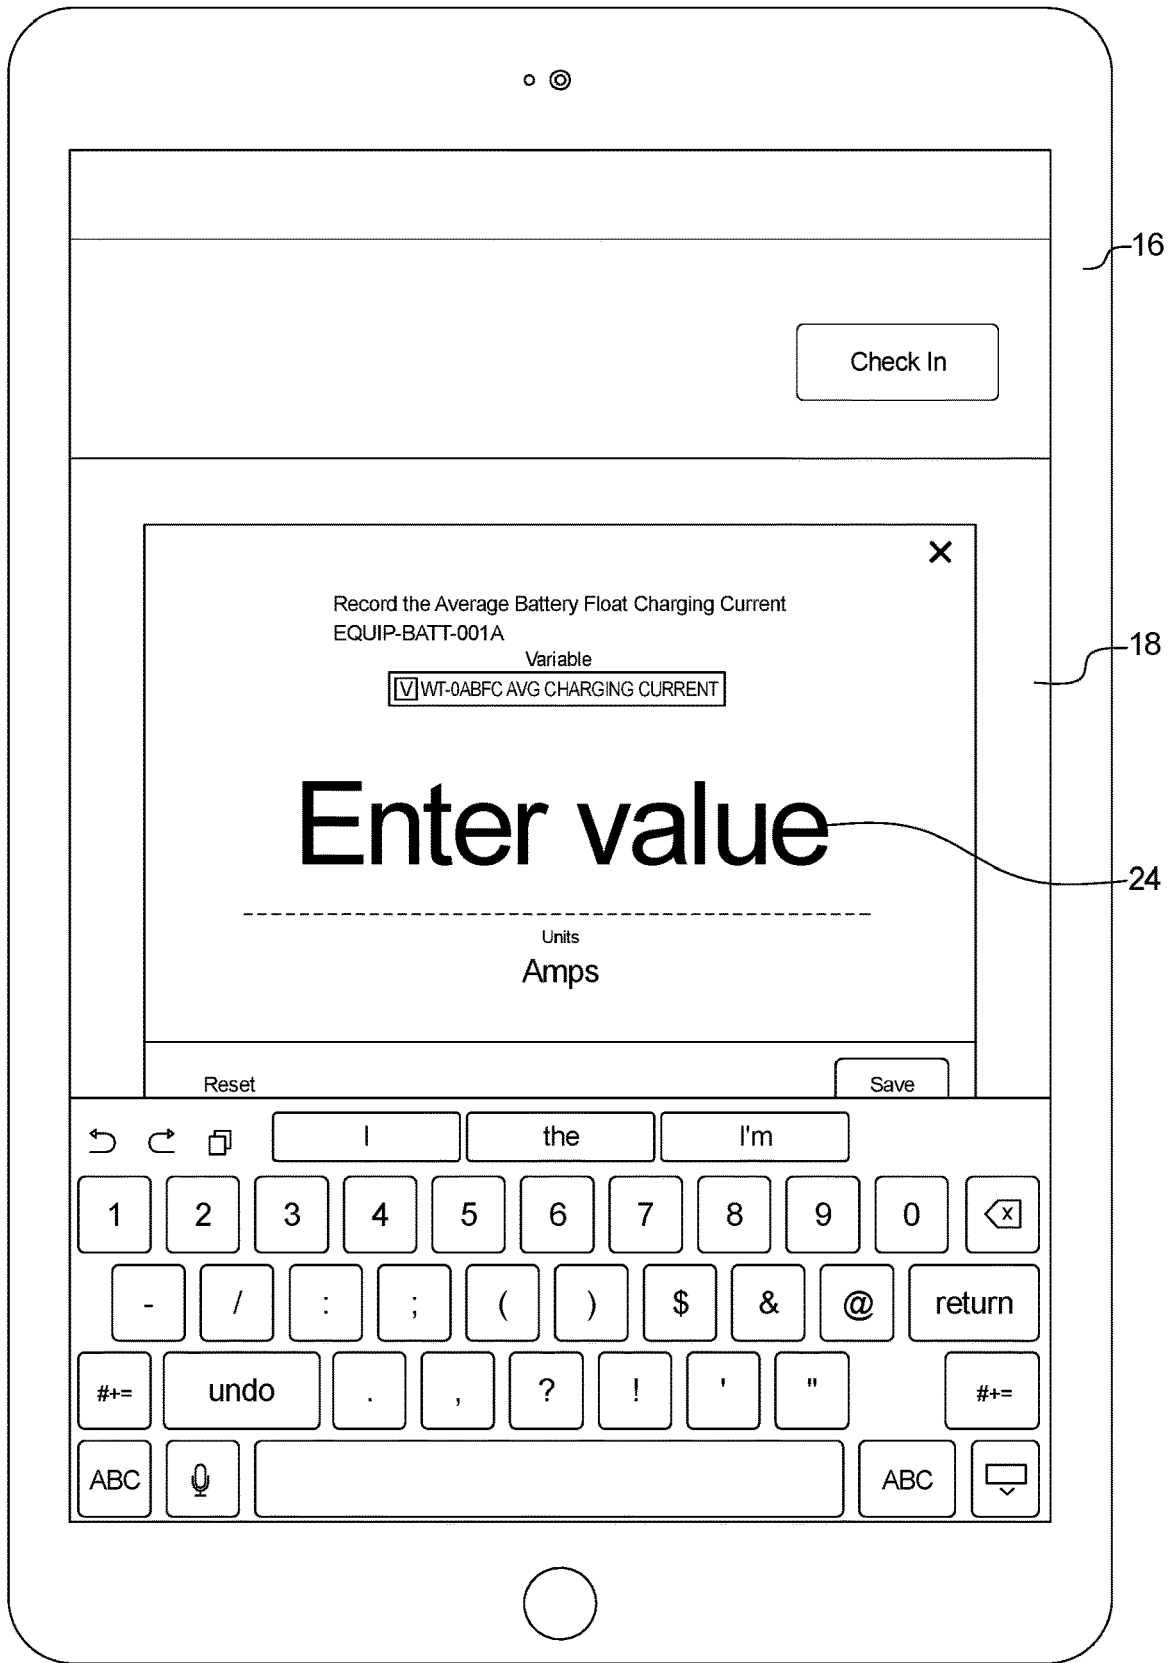 16
Check In
Record the Average Battery Float Charging Current
EQUIP-BATT-001A
Variable
V WT-0ABFC AVG CHARGING CURRENT
18
Enter value
24
Units
Amps
Reset Save
I the I'm
1 2 3 4 5 6 7 8 9 0 x
- / : ; ( ) $ & @ return
#+= undo . , ? ! ' " #+=
ABC ABC